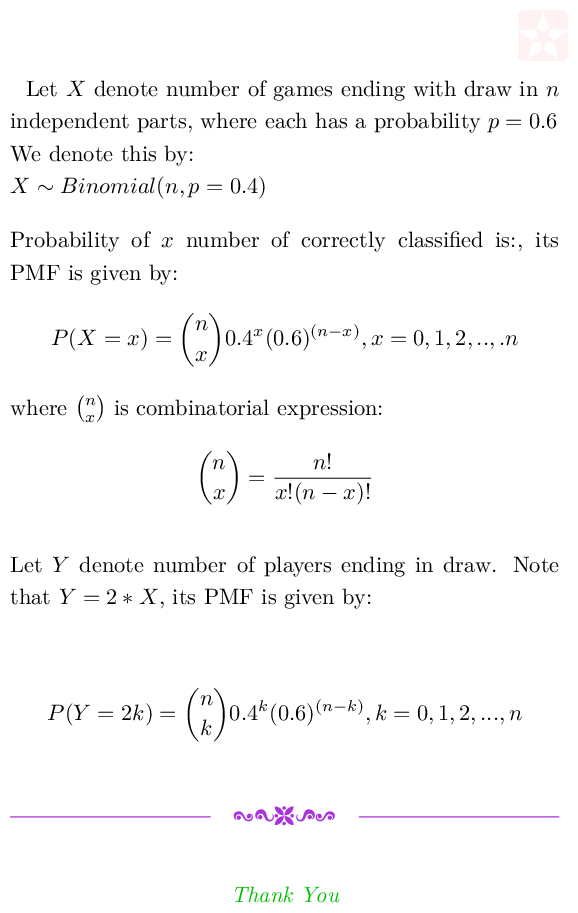 Let X denote number of games ending with draw in n
independent parts, where each has a probability p = 0.6
We denote this by:
X ∼ Binomial(n, p = 0.4)
Probability of x number of correctly classified is:, its
PMF is given by:
P(X = x) = \binom{n}{x} 0.4^x (0.6)^{(n−x)}, x = 0, 1, 2, .., .n
where \binom{n}{x} is combinatorial expression:
\binom{n}{x} = \frac{n!}{x!(n − x)!}
Let Y denote number of players ending in draw. Note
that Y = 2 ∗ X, its PMF is given by:
P(Y = 2k) = \binom{n}{k} 0.4^k (0.6)^{(n−k)}, k = 0, 1, 2, ..., n
Thank You